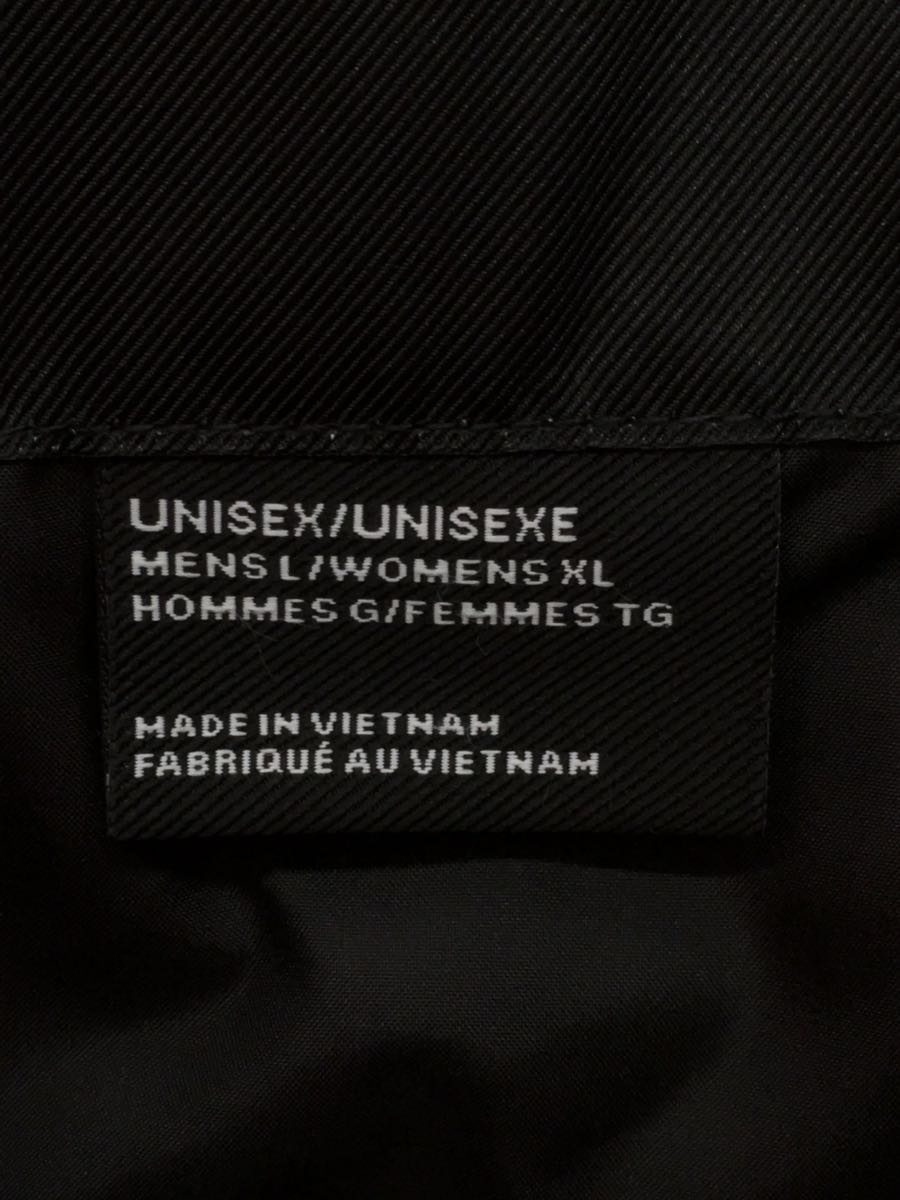 UNISEX/UNISEXE
MENS L/WOMENS XL
HOMMES G/FEMMES TG
MADE IN VIETNAM
FABRIQUÉ AU VIETNAM